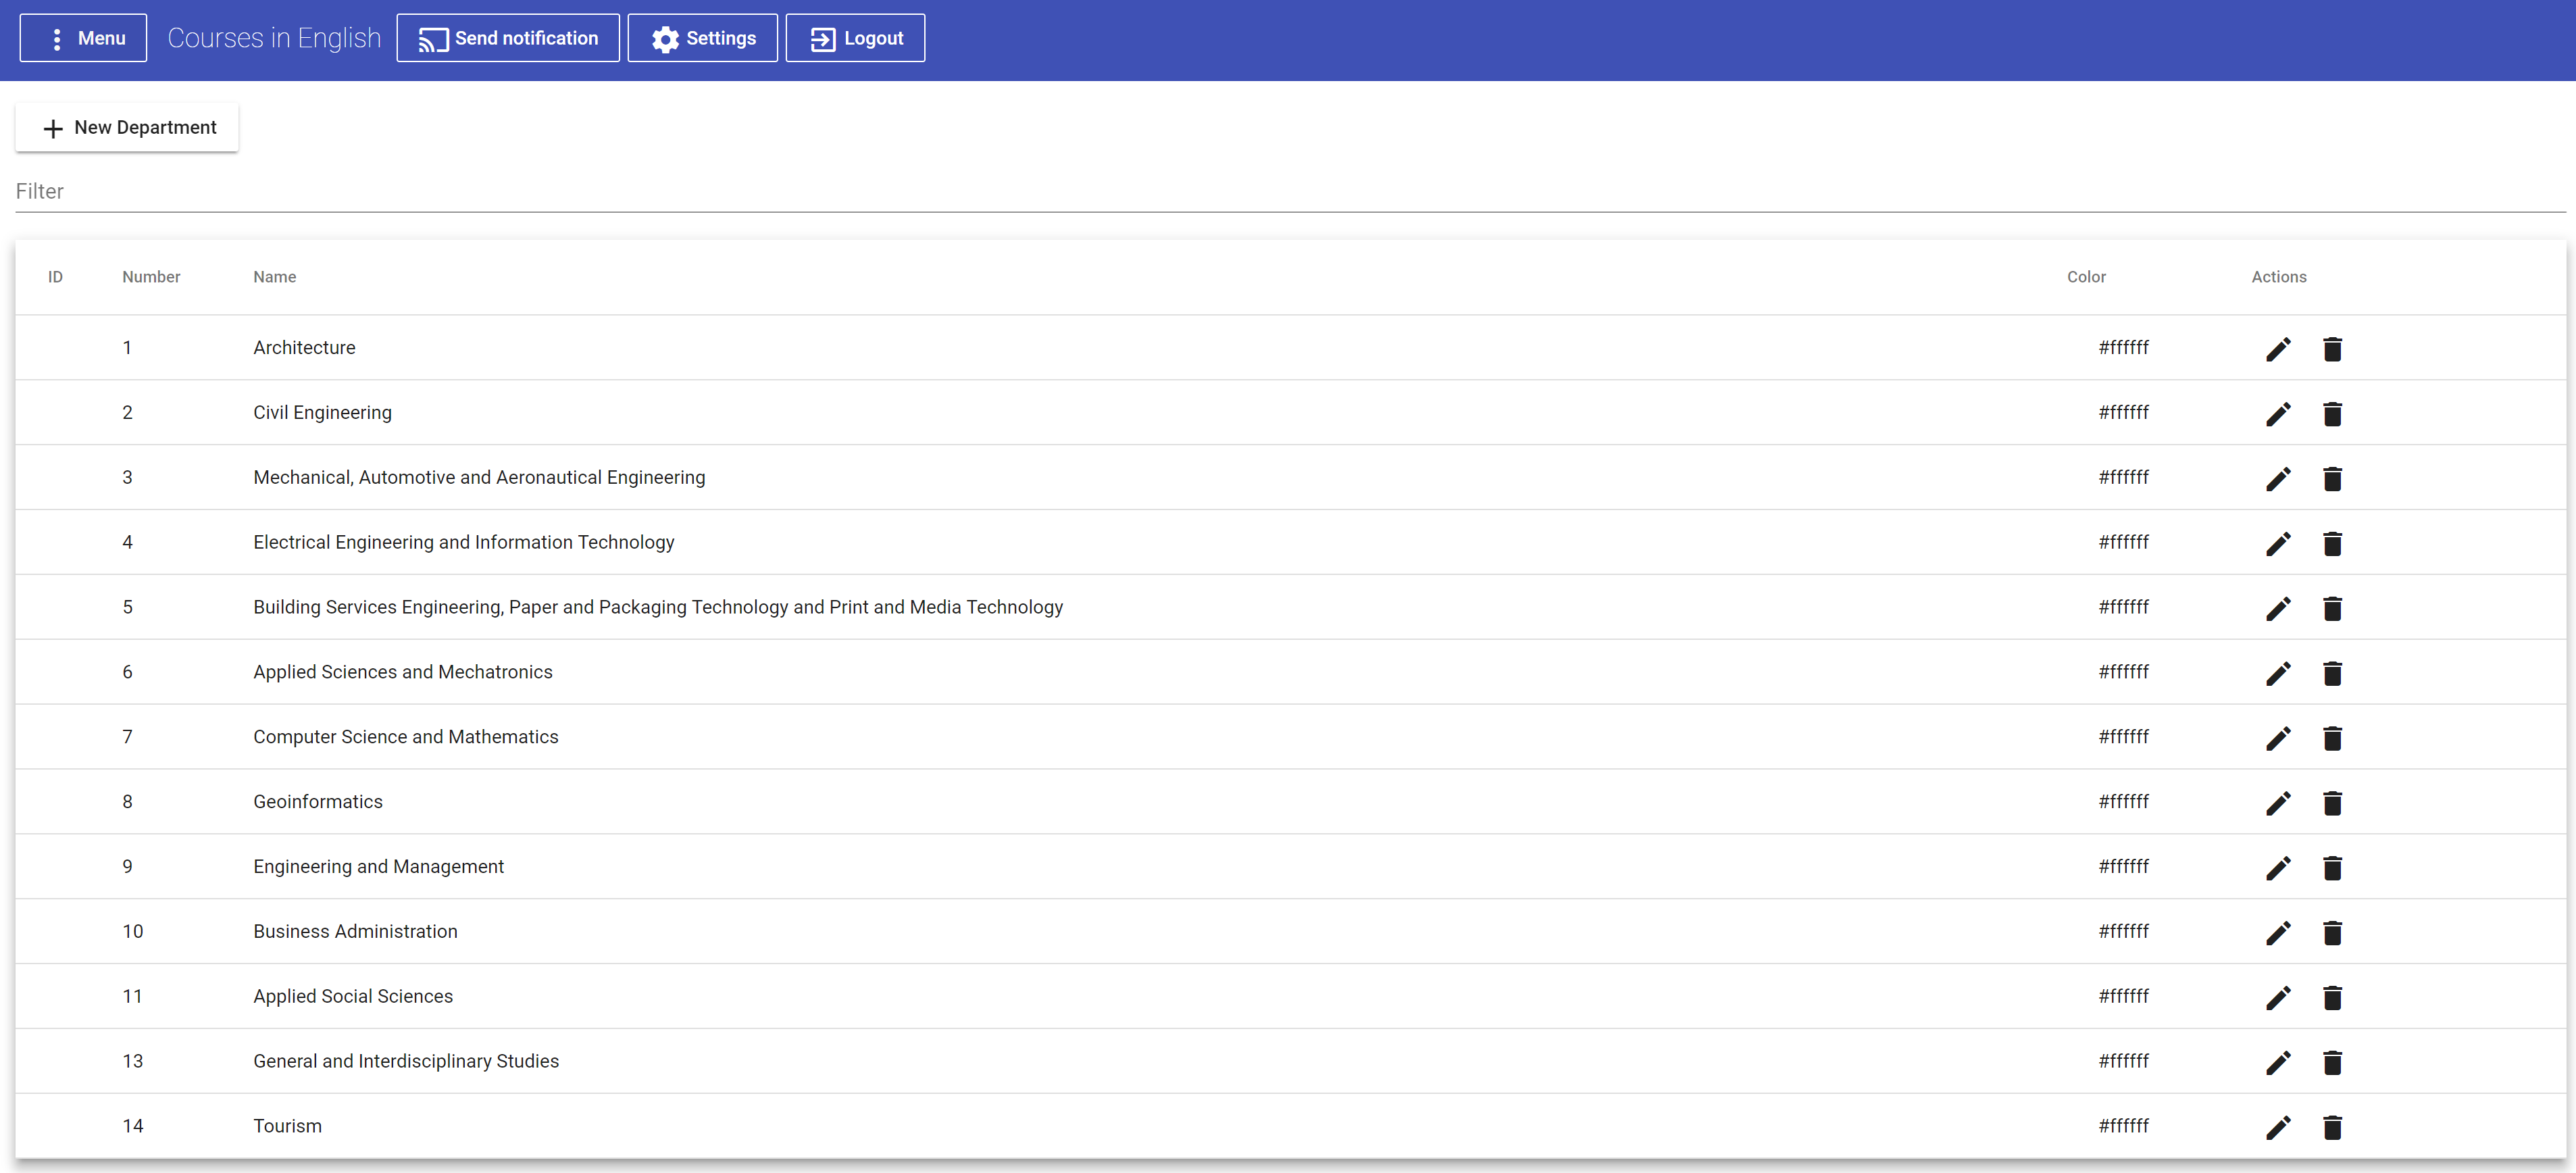 Menu Courses in English Send notification Settings Logout
New Department
Filter
ID Number Name Color Actions
1 Architecture #ffffff
2 Civil Engineering #ffffff
3 Mechanical, Automotive and Aeronautical Engineering #ffffff
4 Electrical Engineering and Information Technology #ffffff
5 Building Services Engineering, Paper and Packaging Technology and Print and Media Technology #ffffff
6 Applied Sciences and Mechatronics #ffffff
7 Computer Science and Mathematics #ffffff
8 Geoinformatics #ffffff
9 Engineering and Management #ffffff
10 Business Administration #ffffff
11 Applied Social Sciences #ffffff
13 General and Interdisciplinary Studies #ffffff
14 Tourism #ffffff